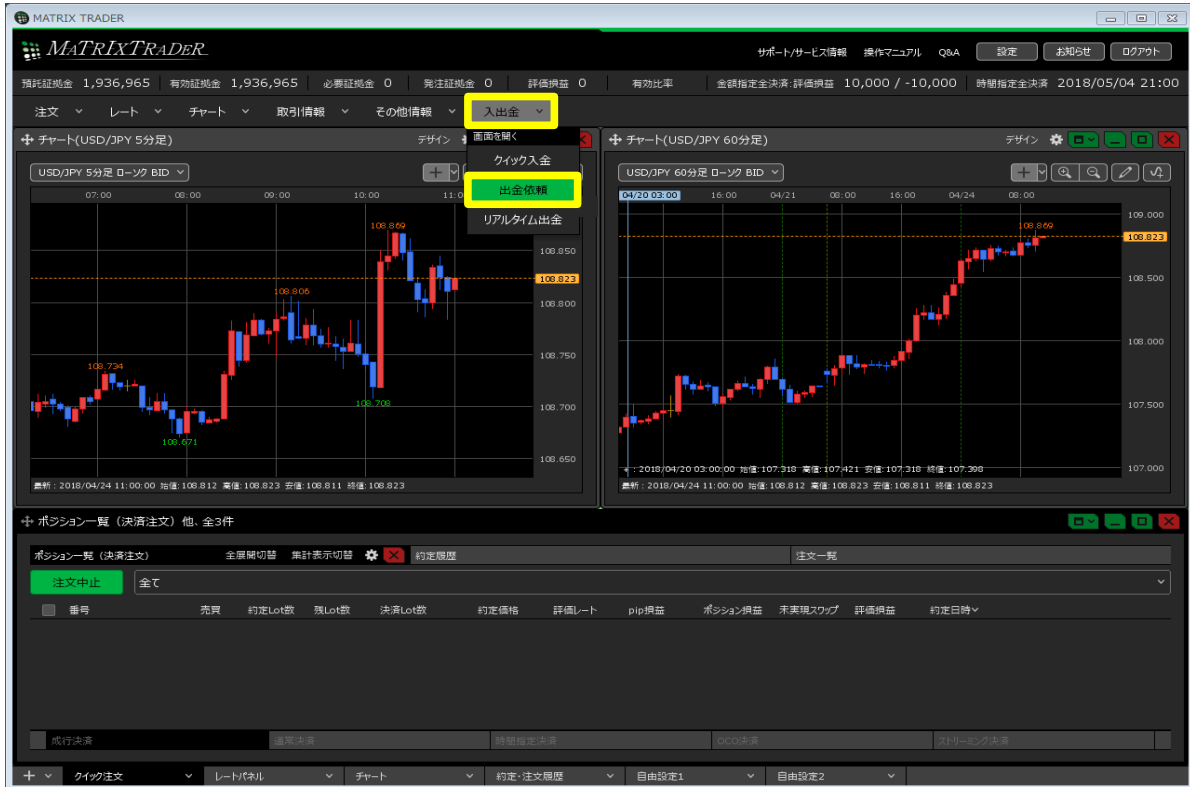 MATRIX TRADER
MATRIXTRADER
サポート/サービス情報 操作マニュアル Q&A 設定 お知らせ ログアウト
預託証拠金 1,936,965 有効証拠金 1,936,965 必要証拠金 0 発注証拠金 0 評価損益 0 有効比率 金額指定全決済:評価損益 10,000 / -10,000 時間指定全決済 2018/05/04 21:00
注文 レート チャート 取引情報 その他情報 入出金
画面を開く
クイック入金
出金依頼
リアルタイム出金
チャート(USD/JPY 5分足) デザイン
USD/JPY 5分足 ローソク BID
07:00 08:00 09:00 10:00 11:0
108.869
108.850
108.823
108.806
108.800
108.750
108.734
108.708
108.700
108.671
108.650
最新 : 2018/04/24 11:00:00 始値:108.812 高値:108.823 安値:108.811 終値:108.823
チャート(USD/JPY 60分足) デザイン
USD/JPY 60分足 ローソク BID
04/20 03:00 16:00 04/21 08:00 16:00 04/24 08:00
109.000
108.869
108.823
108.500
108.000
107.500
107.000
+ : 2018/04/20 03:00:00 始値:107.318 高値:107.421 安値:107.318 終値:107.398
最新 : 2018/04/24 11:00:00 始値:108.812 高値:108.823 安値:108.811 終値:108.823
ポジション一覧（決済注文）他、全3件
ポジション一覧（決済注文） 全展開切替 集計表示切替 約定履歴 注文一覧
注文中止 全て
番号 売買 約定Lot数 残Lot数 決済Lot数 約定価格 評価レート pip損益 ポジション損益 未実現スワップ 評価損益 約定日時
成行決済 通常決済 時間指定決済 OCO決済 ストリーミング決済
クイック注文 レートパネル チャート 約定・注文履歴 自由設定1 自由設定2